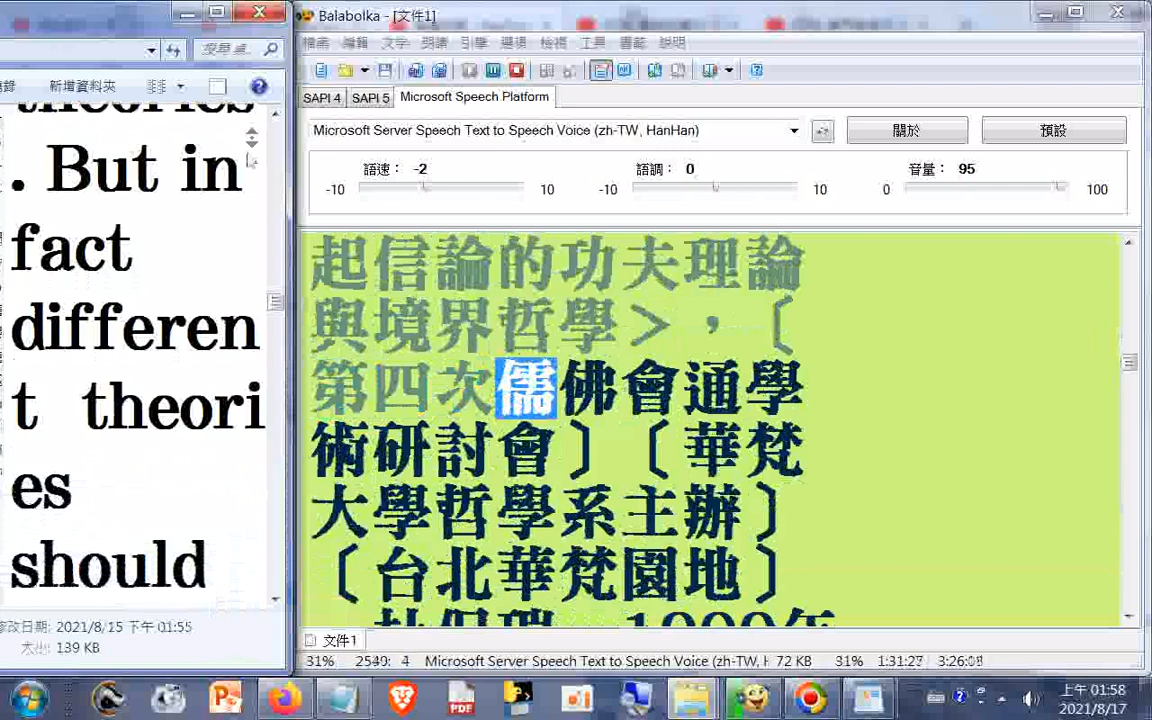 Balabolka - [文件1]
檔案 編輯 文字 朗讀 引擎 選項 檢視 工具 書籤 說明
新增資料夾
SAPI 4 SAPI 5 Microsoft Speech Platform
Microsoft Server Speech Text to Speech Voice (zh-TW, HanHan)
關於
預設
語速： -2
語調： 0
音量： 95
-10 10 -10 10 0 100
theories
. But in
fact
differen
t theori
es
should
起信論的功夫理論
與境界哲學＞，〔
第四次儒佛會通學
術研討會〕〔華梵
大學哲學系主辦〕
〔台北華梵園地〕
修改日期: 2021/8/15 下午 01:55
大小: 139 KB
文件1
31% 2549: 4 Microsoft Server Speech Text to Speech Voice (zh-TW, H 72 KB 31% 1:31:27
上午 01:58
2021/8/17